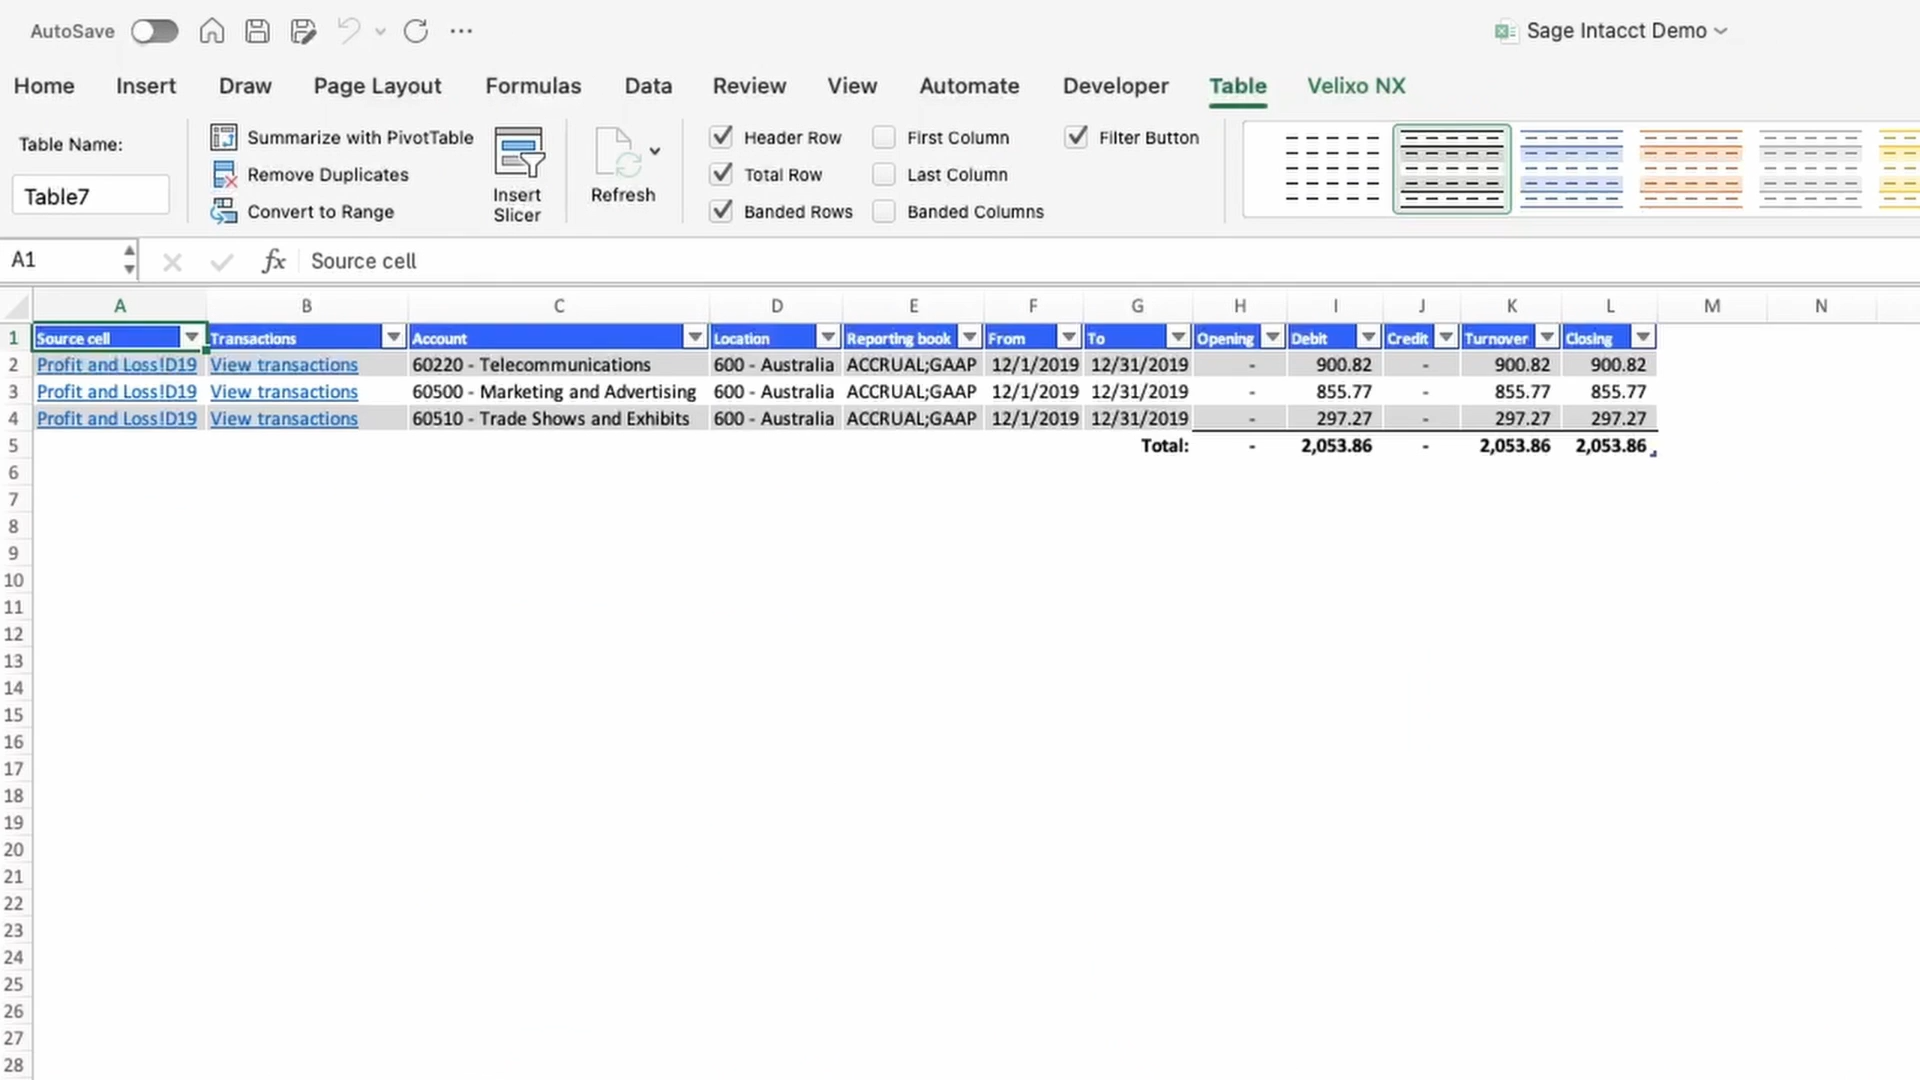 AutoSave
Sage Intacct Demo
Home Insert Draw Page Layout Formulas Data Review View Automate Developer Table Velixo NX
Table Name:
Table7
Summarize with PivotTable
Remove Duplicates
Convert to Range
Insert
Slicer
Refresh
Header Row First Column Filter Button
Total Row Last Column
Banded Rows Banded Columns
A1 fx Source cell
A B C D E F G H I J K L M N
1 Source cell Transactions Account Location Reporting book From To Opening Debit Credit Turnover Closing
2 Profit and Loss!D19 View transactions 60220 - Telecommunications 600 - Australia ACCRUAL;GAAP 12/1/2019 12/31/2019 - 900.82 - 900.82 900.82
3 Profit and Loss!D19 View transactions 60500 - Marketing and Advertising 600 - Australia ACCRUAL;GAAP 12/1/2019 12/31/2019 - 855.77 - 855.77 855.77
4 Profit and Loss!D19 View transactions 60510 - Trade Shows and Exhibits 600 - Australia ACCRUAL;GAAP 12/1/2019 12/31/2019 - 297.27 - 297.27 297.27
5 Total: - 2,053.86 - 2,053.86 2,053.86
6
7
8
9
10
11
12
13
14
15
16
17
18
19
20
21
22
23
24
25
26
27
28